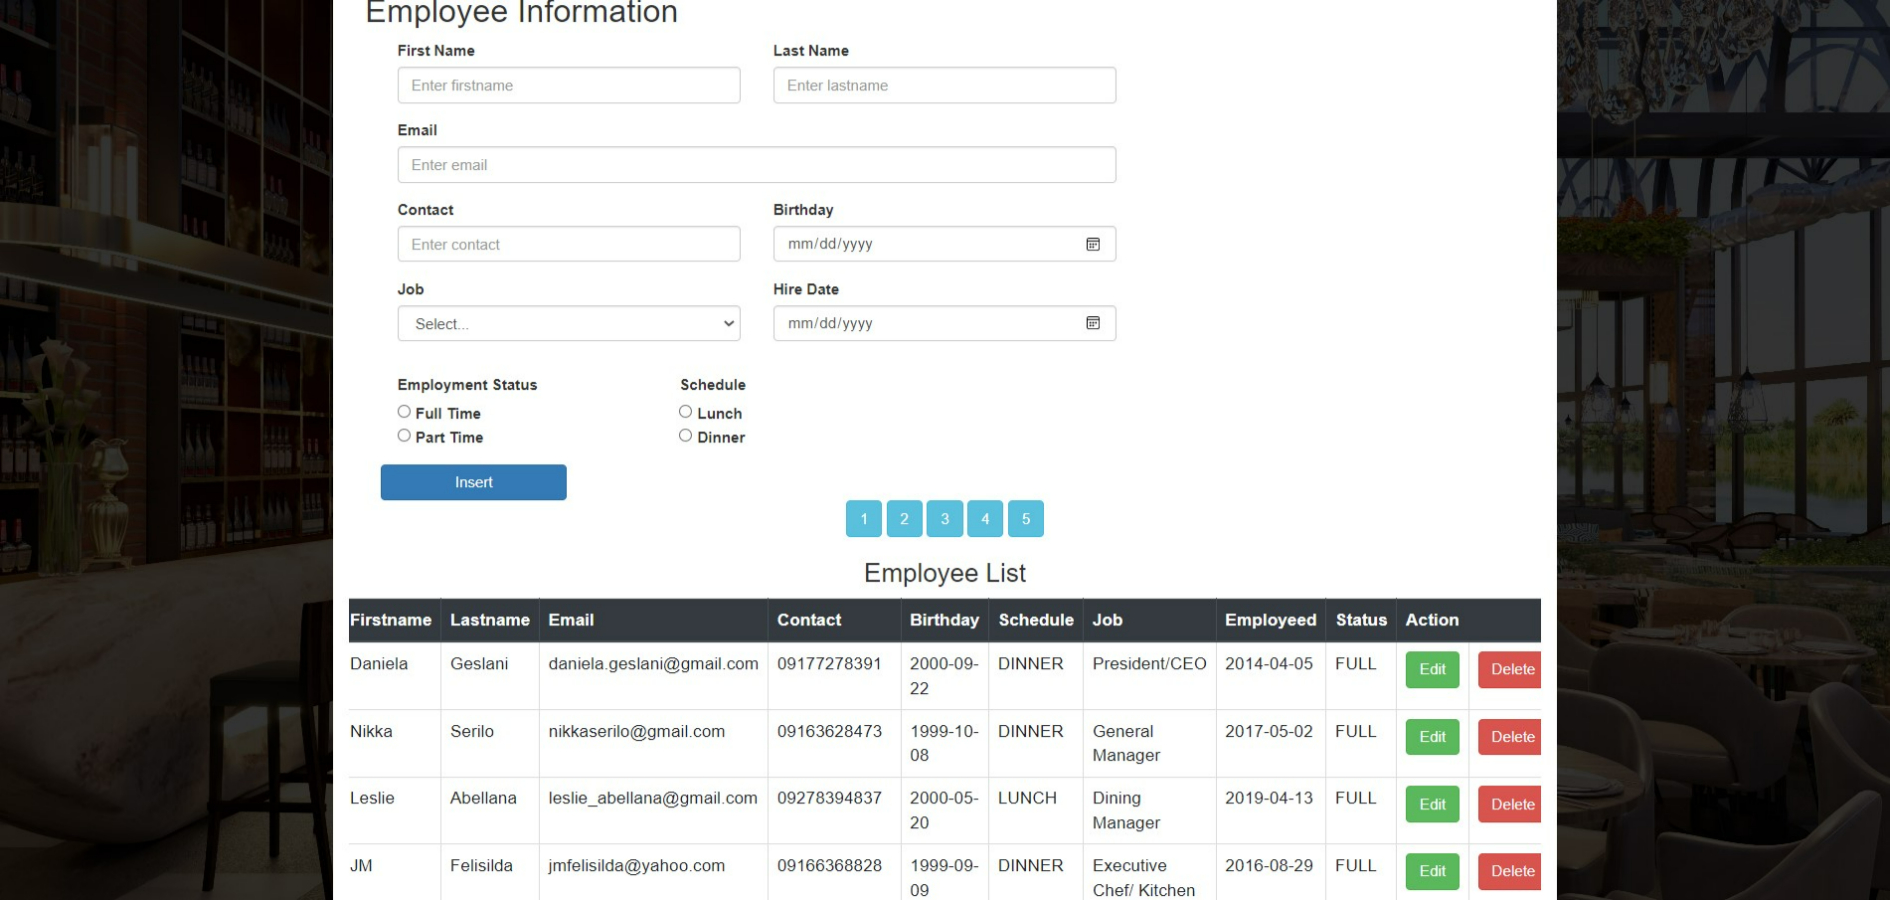 Employee Information
First Name Last Name
Enter firstname Enter lastname
Email
Enter email
Contact Birthday
Enter contact mm/dd/yyyy
Job Hire Date
Select... mm/dd/yyyy
Employment Status Schedule
Full Time Lunch
Part Time Dinner
Insert
1 2 3 4 5
Employee List
Firstname Lastname Email Contact Birthday Schedule Job Employeed Status Action
Daniela Geslani daniela.geslani@gmail.com 09177278391 2000-09- DINNER President/CEO 2014-04-05 FULL Edit Delete
22
Nikka Serilo nikkaserilo@gmail.com 09163628473 1999-10- DINNER General 2017-05-02 FULL Edit Delete
08 Manager
Leslie Abellana leslie_abellana@gmail.com 09278394837 2000-05- LUNCH Dining 2019-04-13 FULL Edit Delete
20 Manager
JM Felisilda jmfelisilda@yahoo.com 09166368828 1999-09- DINNER Executive 2016-08-29 FULL Edit Delete
09 Chef/ Kitchen